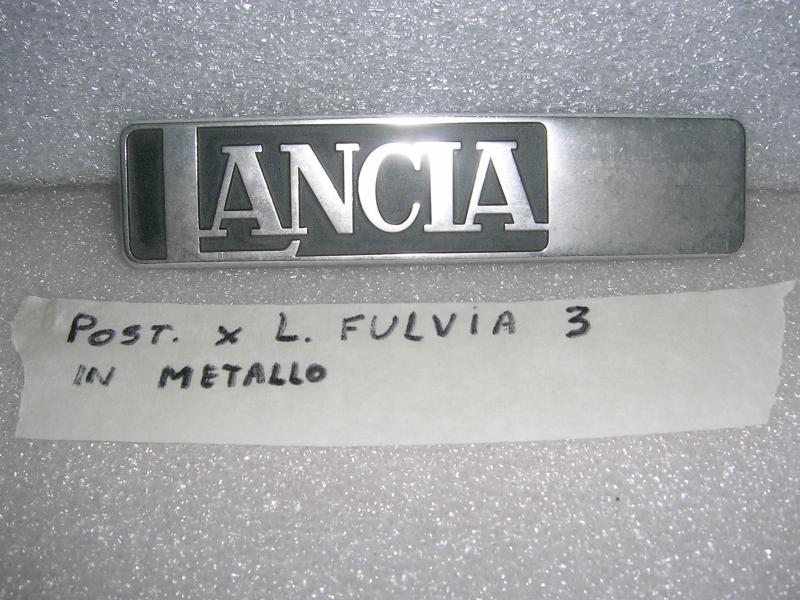 LANCIA
POST. x L. FULVIA 3
IN METALLO